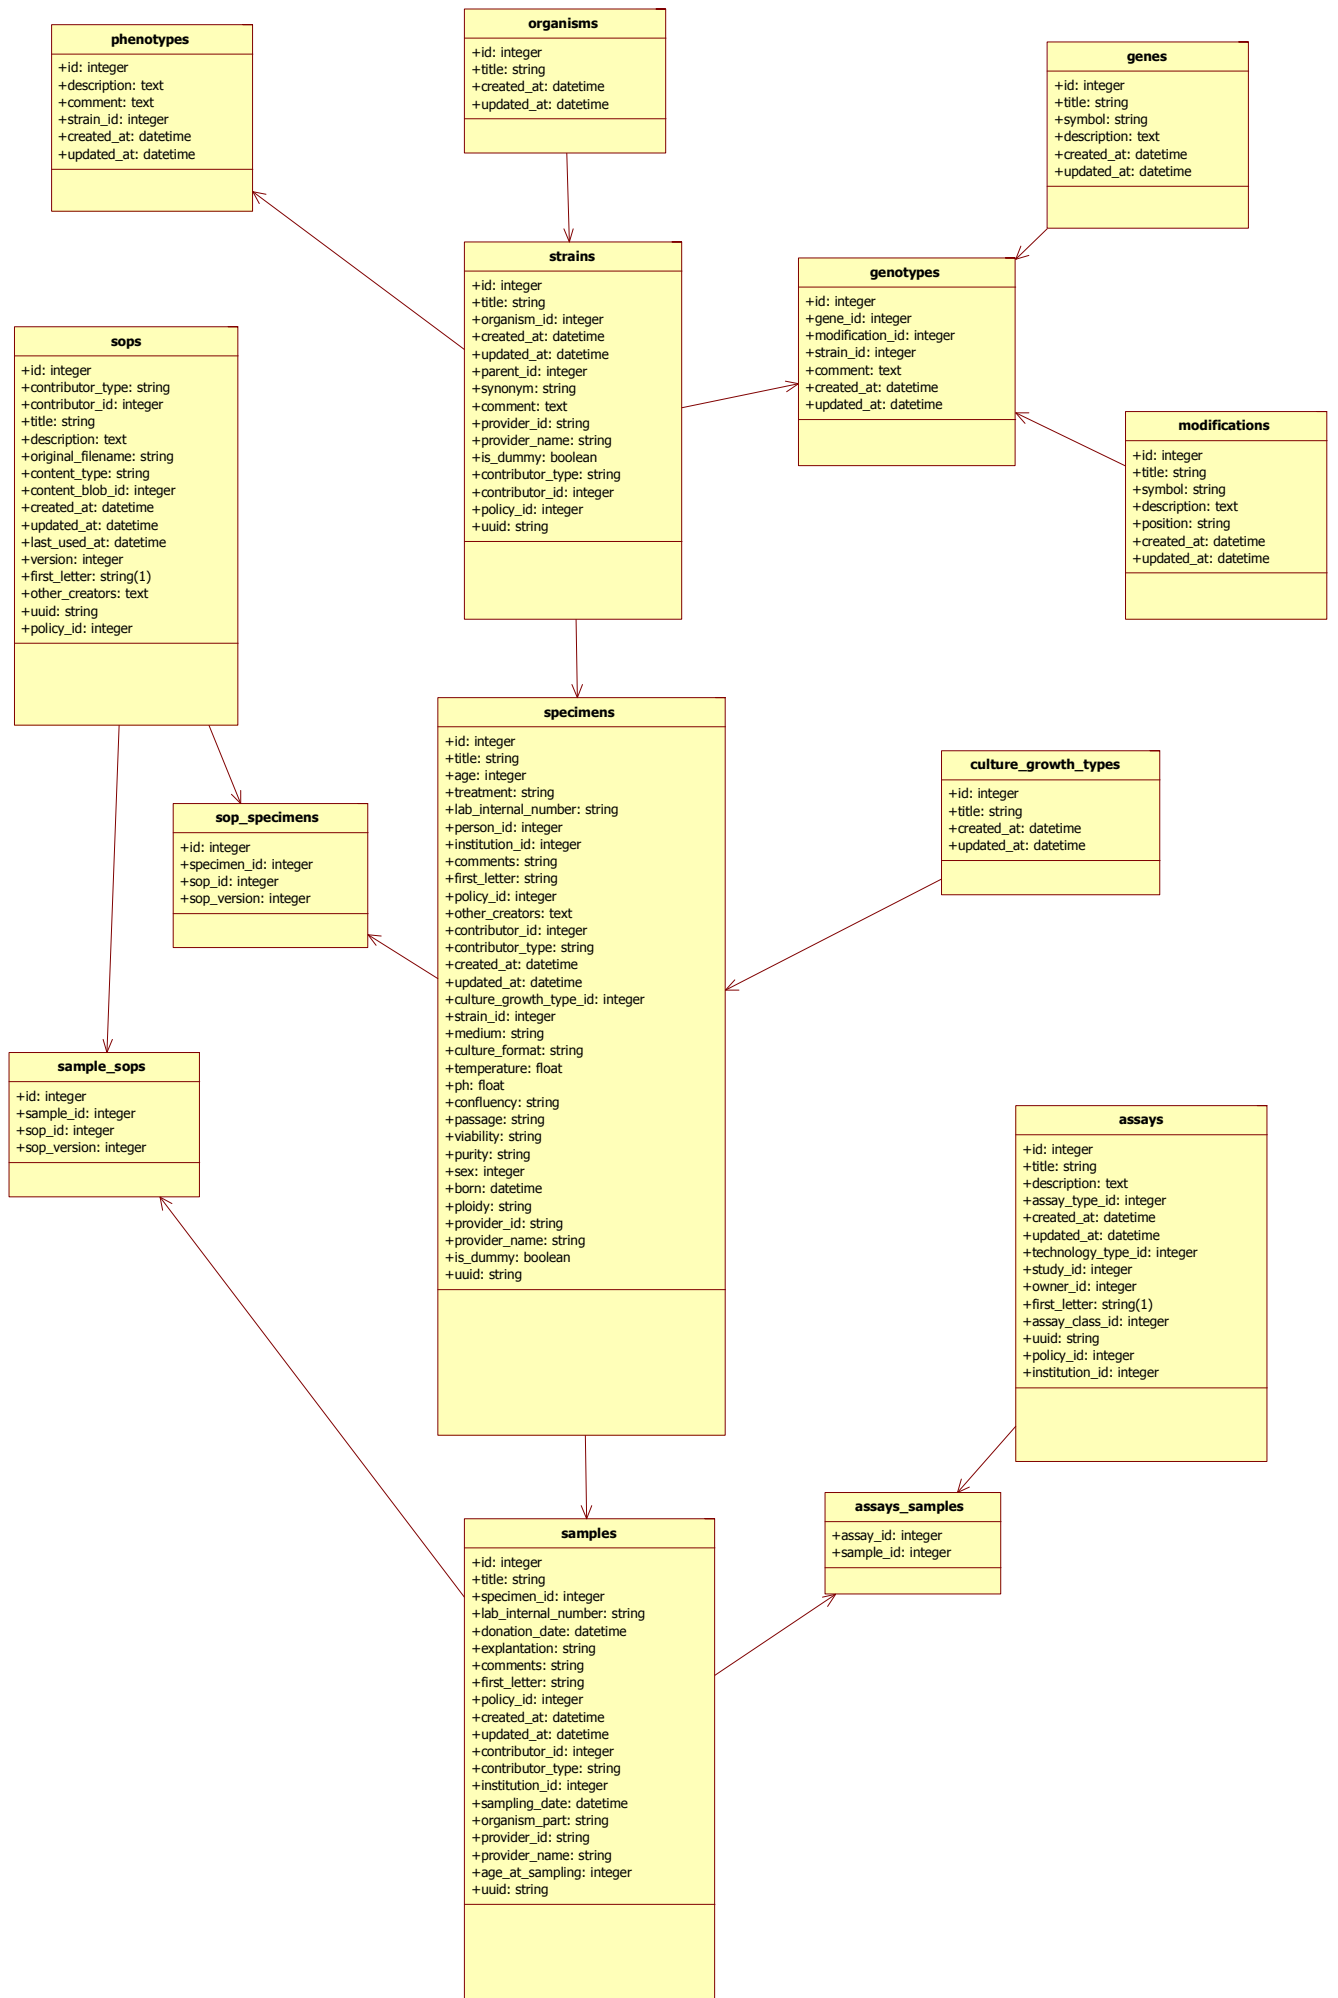 phenotypes
+id: integer
+description: text
+comment: text
+strain_id: integer
+created_at: datetime
+updated_at: datetime
organisms
+id: integer
+title: string
+created_at: datetime
+updated_at: datetime
genes
+id: integer
+title: string
+symbol: string
+description: text
+created_at: datetime
+updated_at: datetime
strains
+id: integer
+title: string
+organism_id: integer
+created_at: datetime
+updated_at: datetime
+parent_id: integer
+synonym: string
+comment: text
+provider_id: string
+provider_name: string
+is_dummy: boolean
+contributor_type: string
+contributor_id: integer
+policy_id: integer
+uuid: string
genotypes
+id: integer
+gene_id: integer
+modification_id: integer
+strain_id: integer
+comment: text
+created_at: datetime
+updated_at: datetime
sops
+id: integer
+contributor_type: string
+contributor_id: integer
+title: string
+description: text
+original_filename: string
+content_type: string
+content_blob_id: integer
+created_at: datetime
+updated_at: datetime
+last_used_at: datetime
+version: integer
+first_letter: string(1)
+other_creators: text
+uuid: string
+policy_id: integer
modifications
+id: integer
+title: string
+symbol: string
+description: text
+position: string
+created_at: datetime
+updated_at: datetime
specimens
+id: integer
+title: string
+age: integer
+treatment: string
+lab_internal_number: string
+person_id: integer
+institution_id: integer
+comments: string
+first_letter: string
+policy_id: integer
+other_creators: text
+contributor_id: integer
+contributor_type: string
+created_at: datetime
+updated_at: datetime
+culture_growth_type_id: integer
+strain_id: integer
+medium: string
+culture_format: string
+temperature: float
+ph: float
+confluency: string
+passage: string
+viability: string
+purity: string
+sex: integer
+born: datetime
+ploidy: string
+provider_id: string
+provider_name: string
+is_dummy: boolean
+uuid: string
culture_growth_types
+id: integer
+title: string
+created_at: datetime
+updated_at: datetime
sop_specimens
+id: integer
+specimen_id: integer
+sop_id: integer
+sop_version: integer
sample_sops
+id: integer
+sample_id: integer
+sop_id: integer
+sop_version: integer
assays
+id: integer
+title: string
+description: text
+assay_type_id: integer
+created_at: datetime
+updated_at: datetime
+technology_type_id: integer
+study_id: integer
+owner_id: integer
+first_letter: string(1)
+assay_class_id: integer
+uuid: string
+policy_id: integer
+institution_id: integer
assays_samples
+assay_id: integer
+sample_id: integer
samples
+id: integer
+title: string
+specimen_id: integer
+lab_internal_number: string
+donation_date: datetime
+explantation: string
+comments: string
+first_letter: string
+policy_id: integer
+created_at: datetime
+updated_at: datetime
+contributor_id: integer
+contributor_type: string
+institution_id: integer
+sampling_date: datetime
+organism_part: string
+provider_id: string
+provider_name: string
+age_at_sampling: integer
+uuid: string